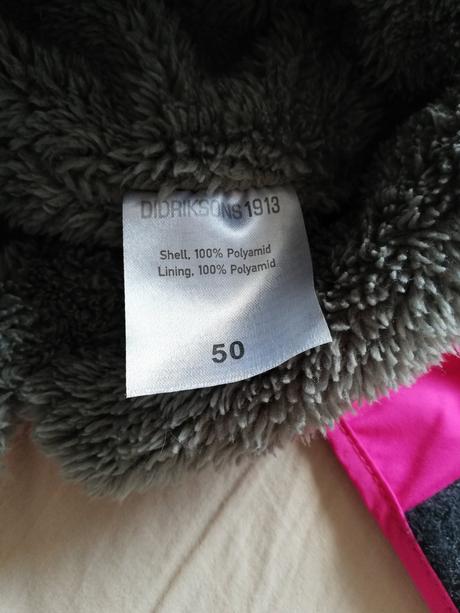 DIDRIKSONS 1913
Shell, 100% Polyamid
Lining, 100% Polyamid
50